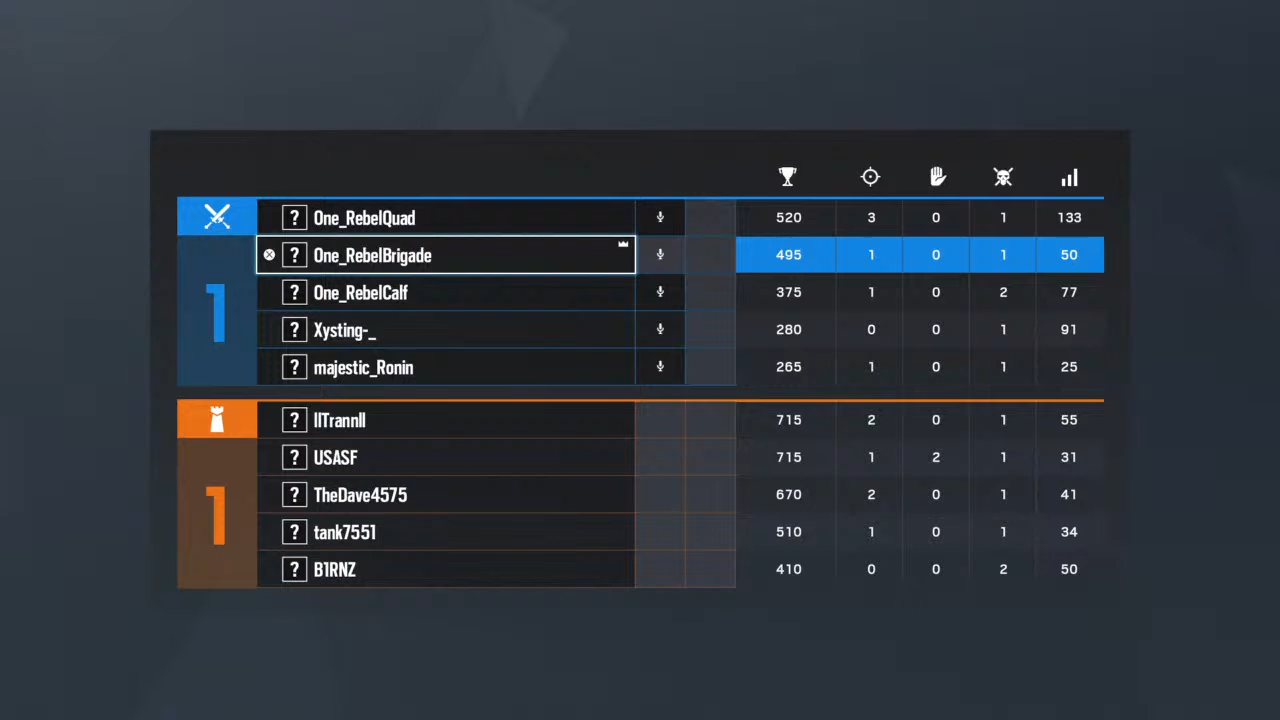 ? One_RebelQuad 520 3 0 1 133
? One_RebelBrigade 495 1 0 1 50
1
? One_RebelCalf 375 1 0 2 77
? Xysting-_ 280 0 0 1 91
? majestic_Ronin 265 1 0 1 25
? llTrannll 715 2 0 1 55
? USASF 715 1 2 1 31
1
? TheDave4575 670 2 0 1 41
? tank7551 510 1 0 1 34
? B1RNZ 410 0 0 2 50